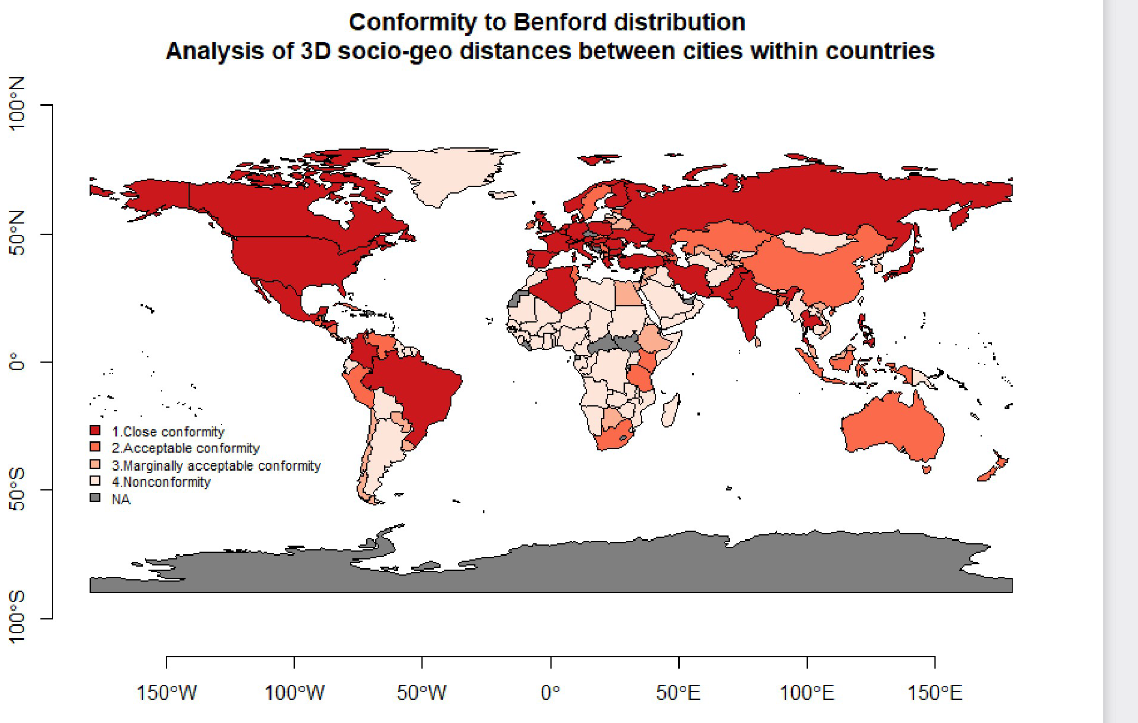 Conformity to Benford distribution
Analysis of 3D socio-geo distances between cities within countries
100°N
50°N
0°
50°S
100°S
1.Close conformity
2.Acceptable conformity
3.Marginally acceptable conformity
4.Nonconformity
NA
150°W 100°W 50°W 0° 50°E 100°E 150°E